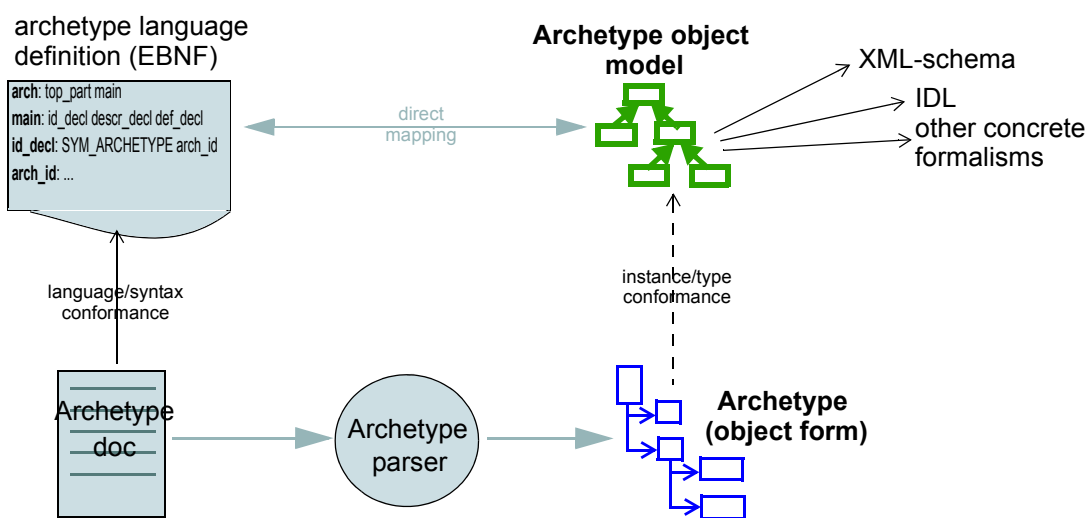 archetype language
definition (EBNF)
arch: top_part main
main: id_decl descr_decl def_decl
id_decl: SYM_ARCHETYPE arch_id
arch_id: ...
direct
mapping
Archetype object
model
XML-schema
IDL
other concrete
formalisms
language/syntax
conformance
instance/type
conformance
Archetype
doc
Archetype
parser
Archetype
(object form)